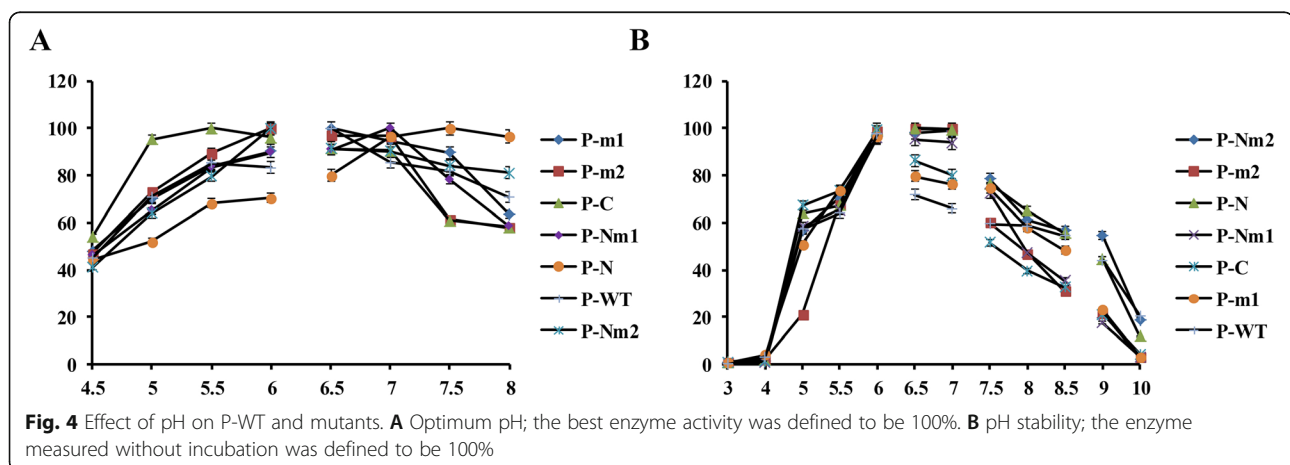 A
B
120
100
80
60
40
20
0
4.5 5 5.5 6 6.5 7 7.5 8
P-m1
P-m2
P-C
P-Nm1
P-N
P-WT
P-Nm2
120
100
80
60
40
20
0
3 4 5 5.5 6 6.5 7 7.5 8 8.5 9 10
P-Nm2
P-m2
P-N
P-Nm1
P-C
P-m1
P-WT
Fig. 4 Effect of pH on P-WT and mutants. A Optimum pH; the best enzyme activity was defined to be 100%. B pH stability; the enzyme
measured without incubation was defined to be 100%